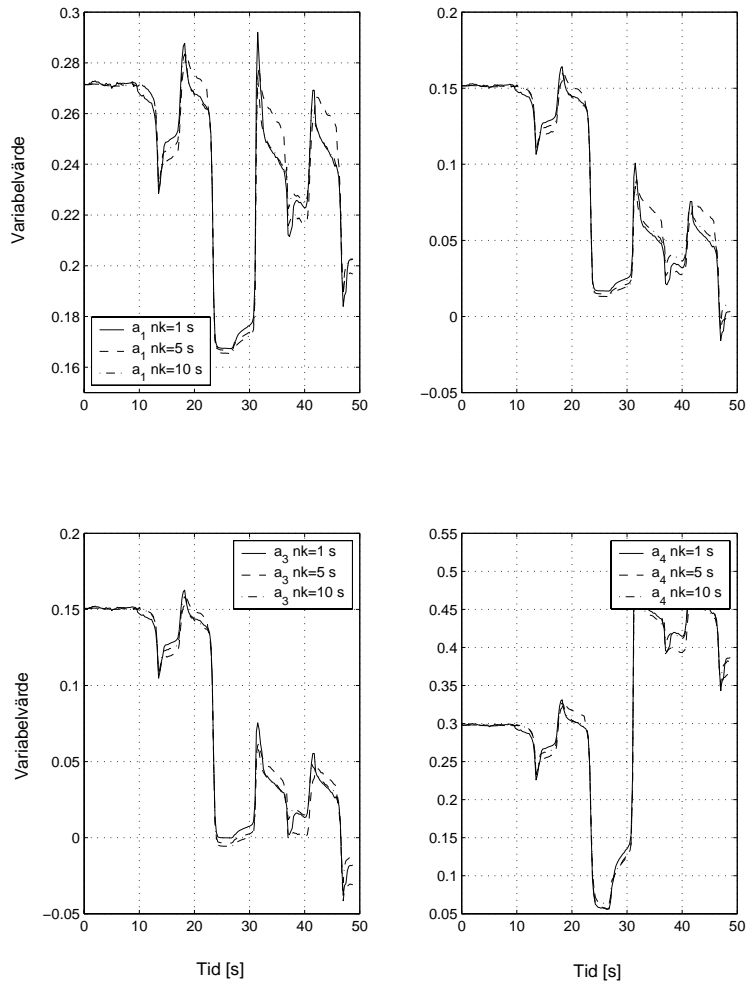 0.3
0.28
0.26
0.24
0.22
0.2
0.18
0.16
Variabelvärde
a1 nk=1 s
a1 nk=5 s
a1 nk=10 s
0 10 20 30 40 50
0.2
0.15
0.1
0.05
0
−0.05
0 10 20 30 40 50
0.2
0.15
0.1
0.05
0
−0.05
Variabelvärde
a3 nk=1 s
a3 nk=5 s
a3 nk=10 s
0 10 20 30 40 50
Tid [s]
0.55
0.5
0.45
0.4
0.35
0.3
0.25
0.2
0.15
0.1
0.05
a4 nk=1 s
a4 nk=5 s
a4 nk=10 s
0 10 20 30 40 50
Tid [s]